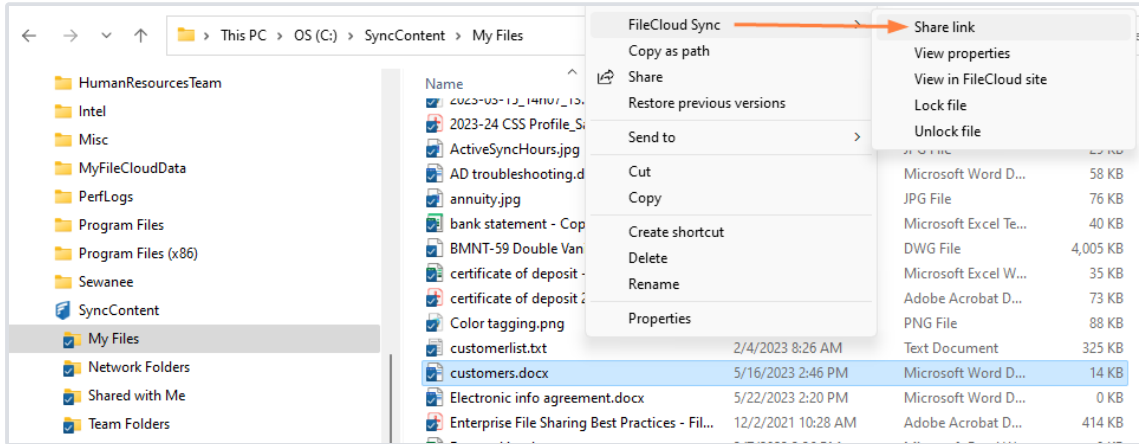 This PC > OS (C:) > SyncContent > My Files
HumanResourcesTeam
Intel
Misc
MyFileCloudData
PerfLogs
Program Files
Program Files (x86)
Sewanee
SyncContent
My Files
Network Folders
Shared with Me
Team Folders
Name
2023-24 CSS Profile_Sa
ActiveSyncHours.jpg
AD troubleshooting.d Microsoft Word D... 58 KB
annuity.jpg JPG File 76 KB
bank statement - Cop Microsoft Excel Te... 40 KB
BMNT-59 Double Van DWG File 4,005 KB
certificate of deposit - Microsoft Excel W... 35 KB
certificate of deposit 2 Adobe Acrobat D... 73 KB
Color tagging.png PNG File 88 KB
customerlist.txt 2/4/2023 8:26 AM Text Document 325 KB
customers.docx 5/16/2023 2:46 PM Microsoft Word D... 14 KB
Electronic info agreement.docx 5/22/2023 2:20 PM Microsoft Word D... 0 KB
Enterprise File Sharing Best Practices - Fil... 12/2/2021 10:28 AM Adobe Acrobat D... 414 KB
FileCloud Sync
Copy as path
Share
Restore previous versions
Send to
Cut
Copy
Create shortcut
Delete
Rename
Properties
Share link
View properties
View in FileCloud site
Lock file
Unlock file